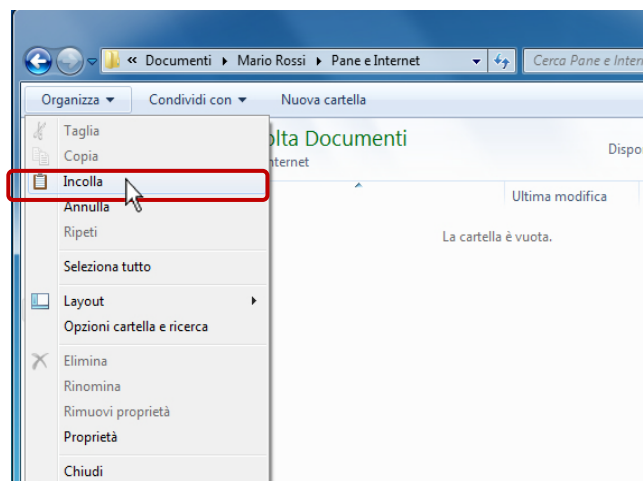 « Documenti ▸ Mario Rossi ▸ Pane e Internet
Cerca Pane e Inter
Organizza ▾ Condividi con ▾ Nuova cartella
Taglia
Copia
Incolla
Annulla
Ripeti
Seleziona tutto
Layout
Opzioni cartella e ricerca
Elimina
Rinomina
Rimuovi proprietà
Proprietà
Chiudi
olta Documenti
nternet
Dispo
Ultima modifica
La cartella è vuota.